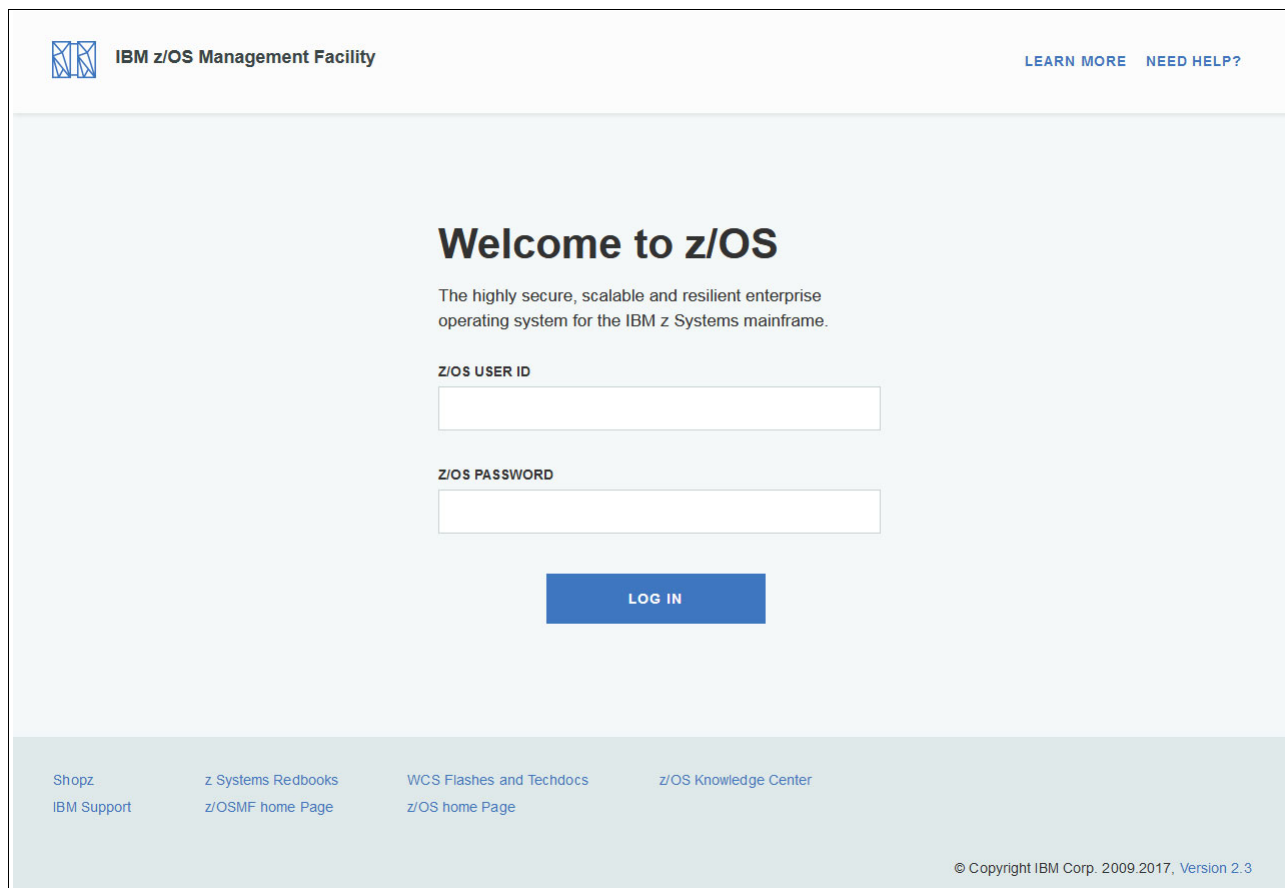 IBM z/OS Management Facility
LEARN MORE NEED HELP?
Welcome to z/OS
The highly secure, scalable and resilient enterprise
operating system for the IBM z Systems mainframe.
Z/OS USER ID
Z/OS PASSWORD
LOG IN
Shopz z Systems Redbooks WCS Flashes and Techdocs z/OS Knowledge Center
IBM Support z/OSMF home Page z/OS home Page
© Copyright IBM Corp. 2009.2017, Version 2.3